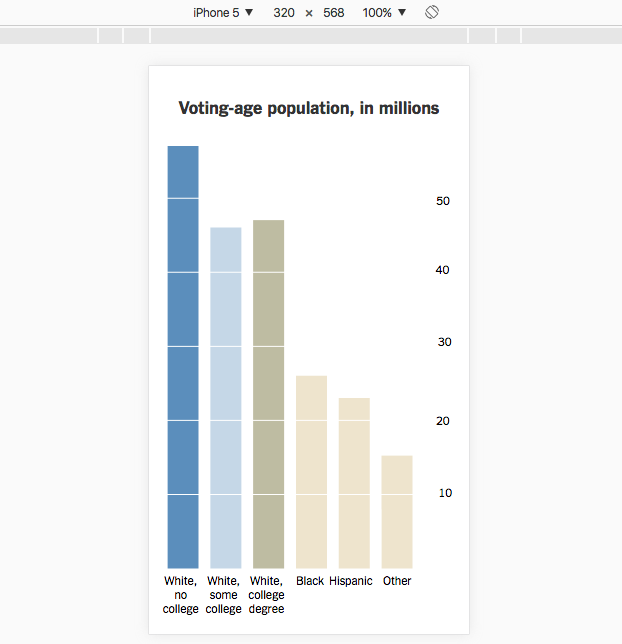 iPhone 5 ▼ 320 × 568 100% ▼
Voting-age population, in millions
50
40
30
20
10
White, no college
White, some college
White, college degree
Black
Hispanic
Other